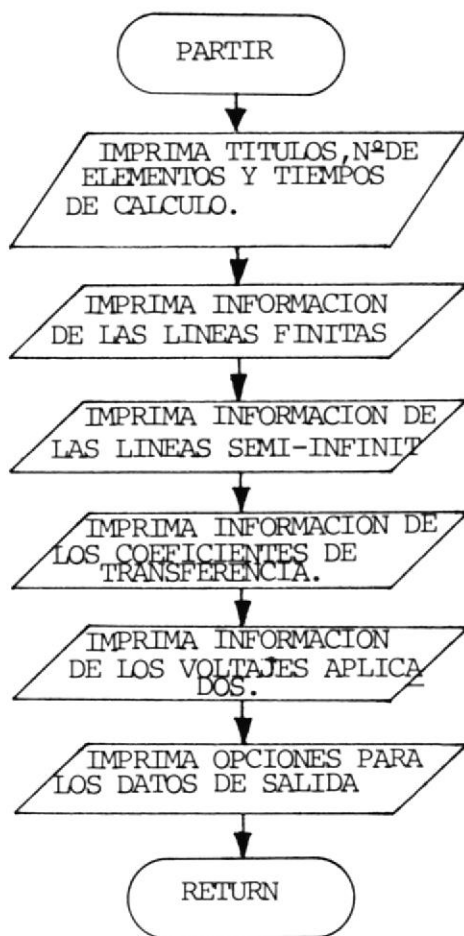 PARTIR
IMPRIMA TITULOS,NºDE
ELEMENTOS Y TIEMPOS
DE CALCULO.
IMPRIMA INFORMACION
DE LAS LINEAS FINITAS
IMPRIMA INFORMACION DE
LAS LINEAS SEMI-INFINIT
IMPRIMA INFORMACION DE
LOS COEFICIENTES DE
TRANSFERENCIA.
IMPRIMA INFORMACION
DE LOS VOLTAJES APLICA
DOS.
IMPRIMA OPCIONES PARA
LOS DATOS DE SALIDA
RETURN